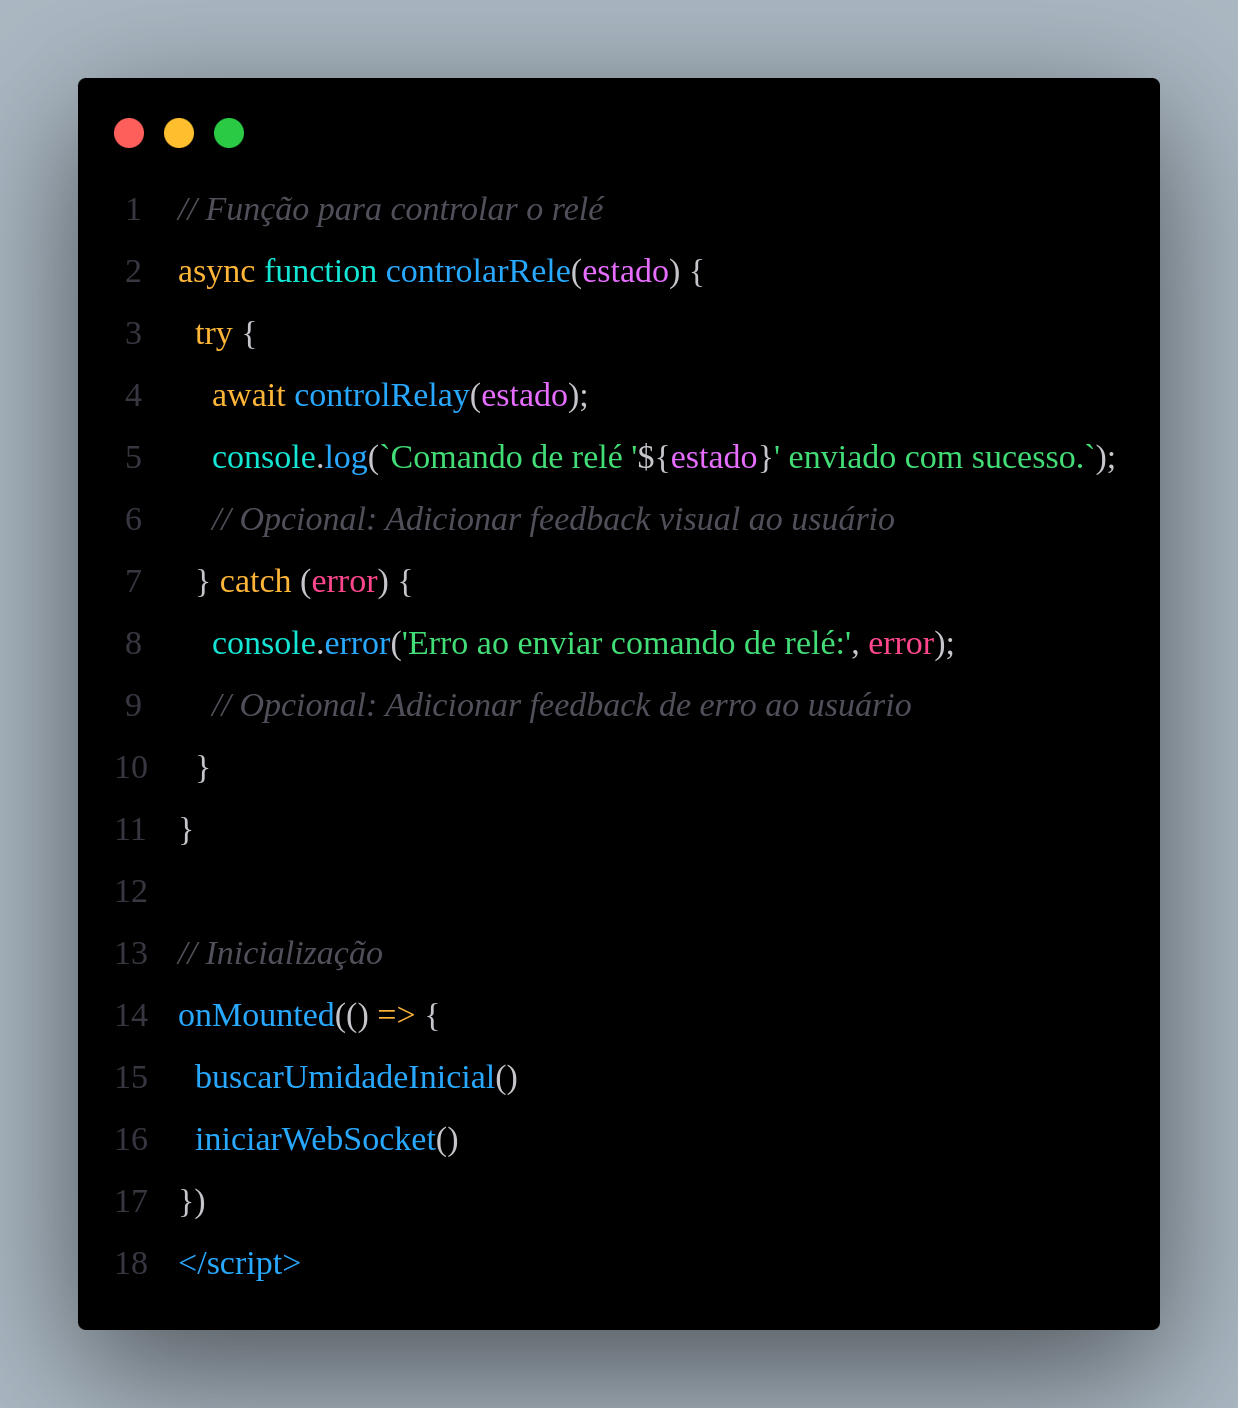 1 // Função para controlar o relé
2 async function controlarRele(estado) {
3   try {
4     await controlRelay(estado);
5     console.log(`Comando de relé '${estado}' enviado com sucesso.`);
6     // Opcional: Adicionar feedback visual ao usuário
7   } catch (error) {
8     console.error('Erro ao enviar comando de relé:', error);
9     // Opcional: Adicionar feedback de erro ao usuário
10   }
11 }
12
13 // Inicialização
14 onMounted(() => {
15   buscarUmidadeInicial()
16   iniciarWebSocket()
17 })
18 </script>